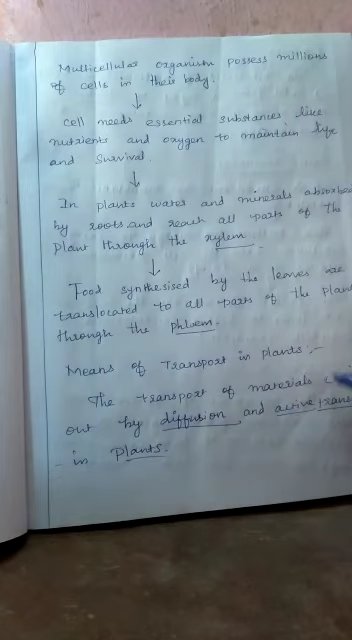 Multicellular organism possess millions
of cells in their body.
↓
cell needs essential substances like
nutrients and oxygen to maintain life
and survival
↓
In plants water and minerals absorbed
by roots and reach all parts of the
plant through the xylem.
↓
Food synthesised by the leaves are
translocated to all parts of the plant
through the phloem.
Means of Transport in plants:-
The transport of materials
out by diffusion and active trans
in plants.